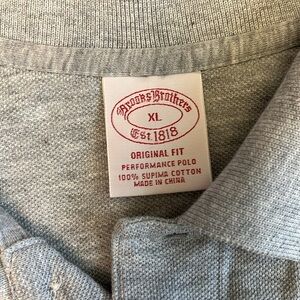 Brooks Brothers
XL
Est. 1818
ORIGINAL FIT
PERFORMANCE POLO
100% SUPIMA COTTON
MADE IN CHINA